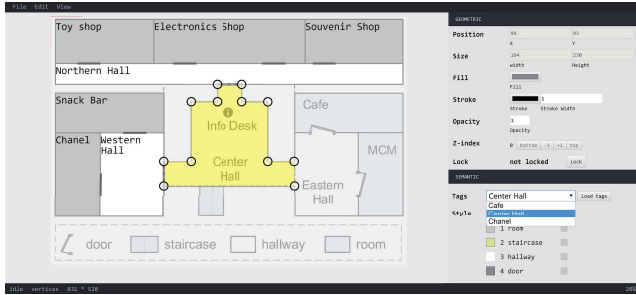 File Edit View
Toy shop
Electronics Shop
Souvenir Shop
Northern Hall
Snack Bar
Cafe
Info Desk
Chanel
Western
Hall
MCM
Center
Hall
Eastern
Hall
door
staircase
hallway
room
GEOMETRIC
Position
99
93
X
Y
Size
184
230
width
Height
Fill
Fill
Stroke
1
Stroke
Stroke Width
Opacity
1
Opacity
Z-index
0 bottom -1 +1 top
Lock
not locked
Lock
SEMANTIC
Tags
Center Hall
Load tags
Cafe
Center Hall
Chanel
Style
1 room
2 staircase
3 hallway
4 door
idle vertices 831 * 520